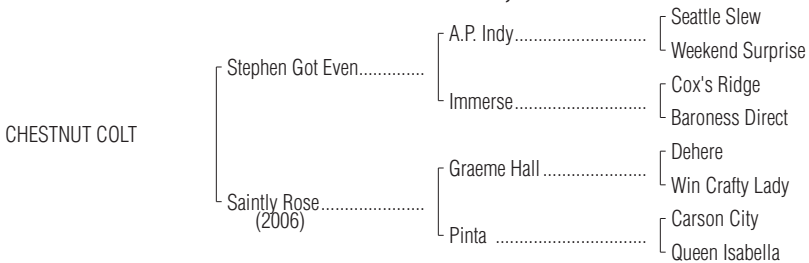 Seattle Slew
A.P. Indy............................
Weekend Surprise
Stephen Got Even..............
Cox's Ridge
Immerse............................
Baroness Direct
CHESTNUT COLT
Dehere
Graeme Hall ......................
Win Crafty Lady
Saintly Rose......................
(2006)
Carson City
Pinta ................................
Queen Isabella